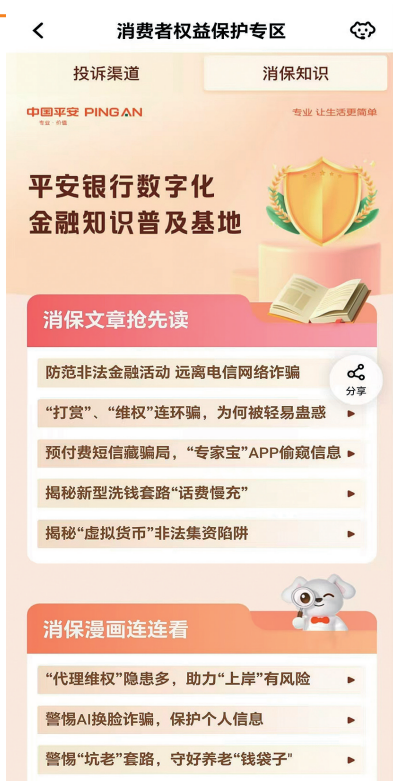 消费者权益保护专区
投诉渠道
消保知识
中国平安 PING AN
专业·价值
专业 让生活更简单
平安银行数字化
金融知识普及基地
消保文章抢先读
防范非法金融活动 远离电信网络诈骗
分享
“打赏”、“维权”连环骗，为何被轻易蛊惑
预付费短信藏骗局，“专家宝”APP偷窥信息
揭秘新型洗钱套路“话费慢充”
揭秘“虚拟货币”非法集资陷阱
消保漫画连连看
“代理维权”隐患多，助力“上岸”有风险
警惕AI换脸诈骗，保护个人信息
警惕“坑老”套路，守好养老“钱袋子”